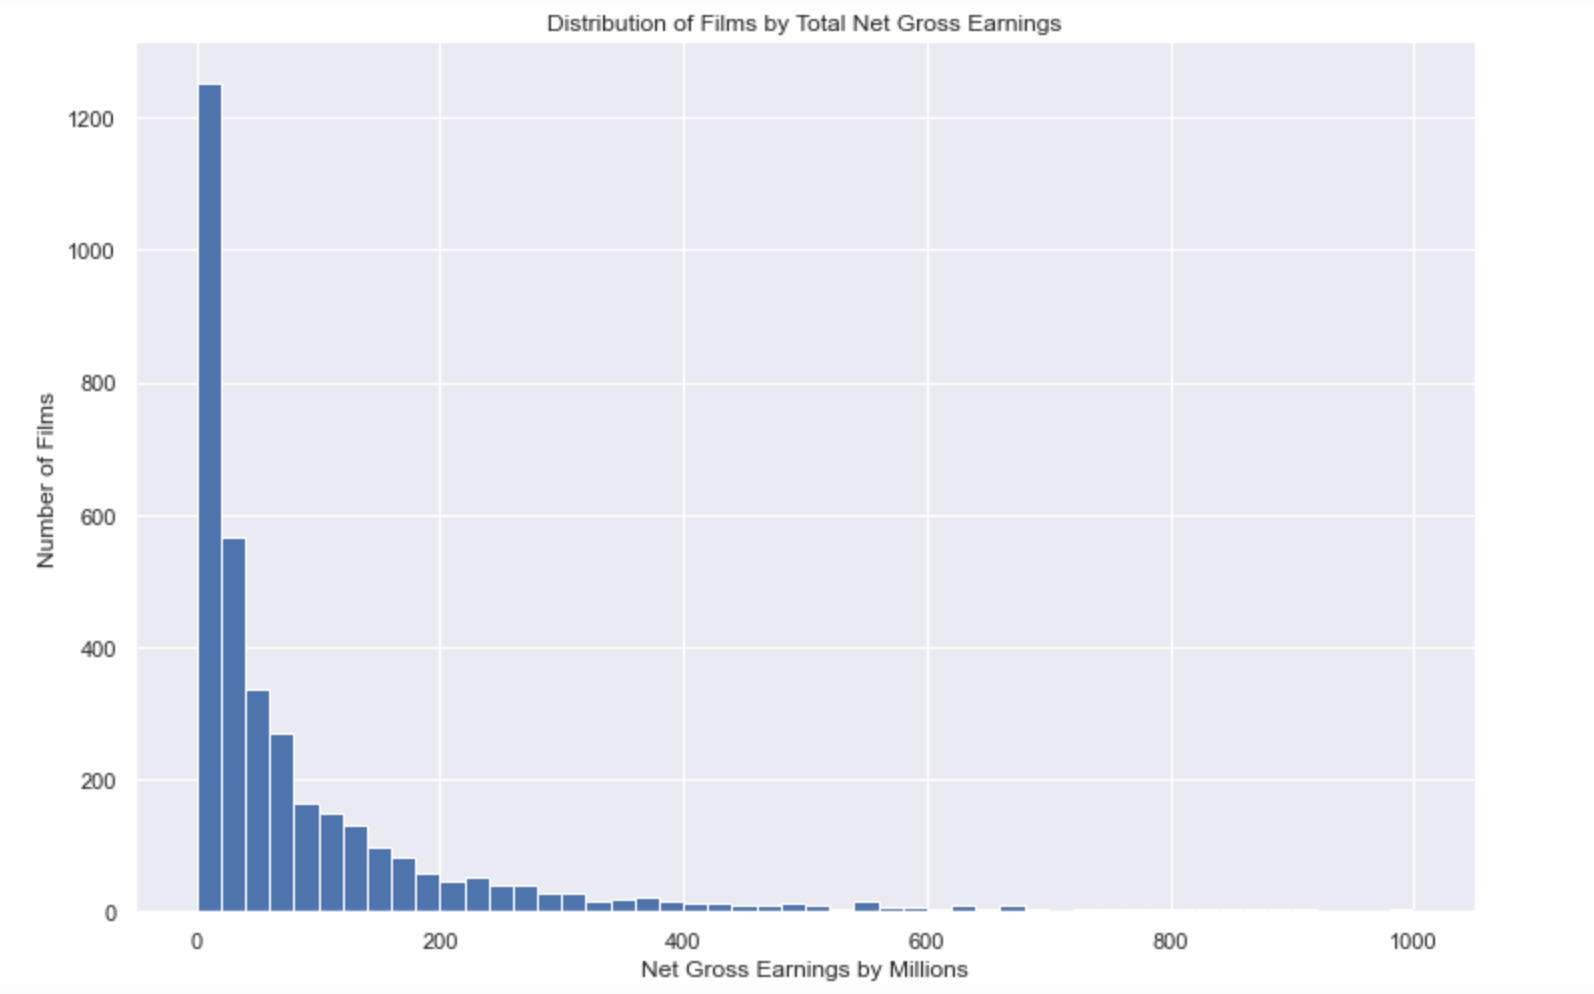 Distribution of Films by Total Net Gross Earnings
1200
1000
800
600
400
200
0
Number of Films
0 200 400 600 800 1000
Net Gross Earnings by Millions